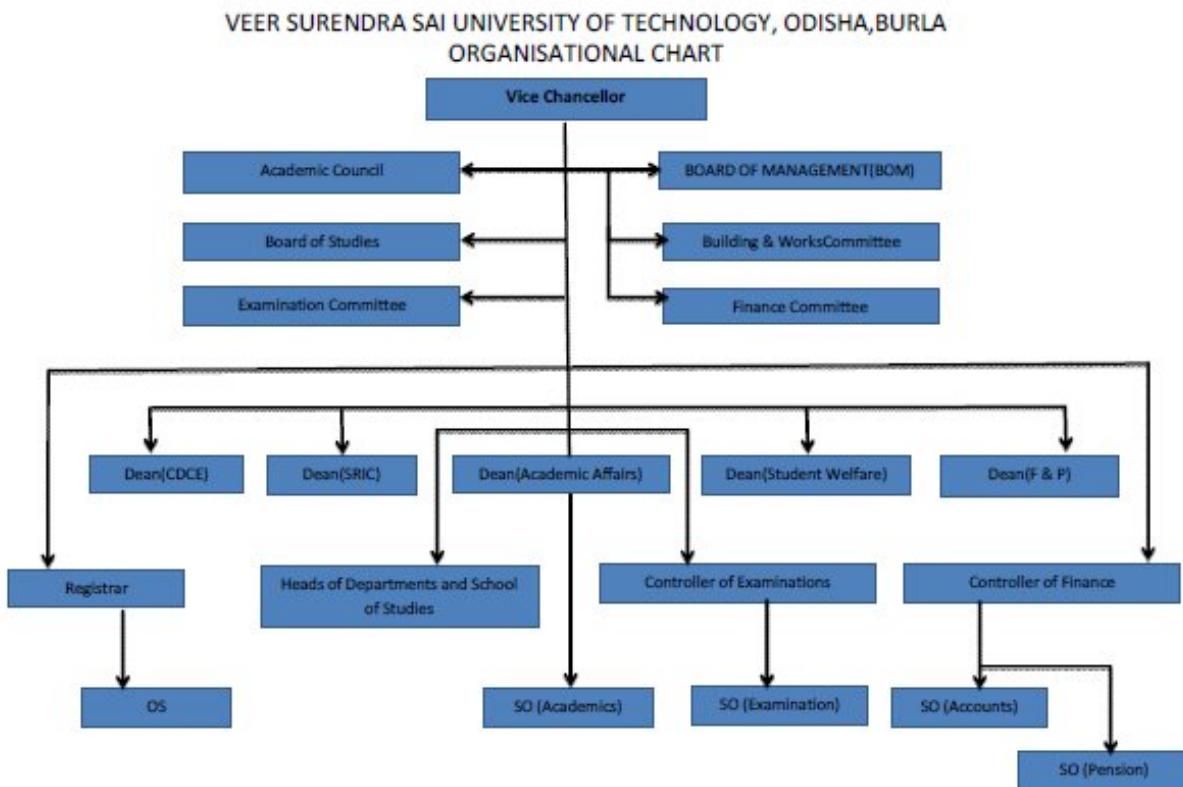 VEER SURENDRA SAI UNIVERSITY OF TECHNOLOGY, ODISHA,BURLA
ORGANISATIONAL CHART
Vice Chancellor
Academic Council
BOARD OF MANAGEMENT(BOM)
Board of Studies
Building & WorksCommittee
Examination Committee
Finance Committee
Dean(CDCE)
Dean(SRIC)
Dean(Academic Affairs)
Dean(Student Welfare)
Dean(F & P)
Registrar
Heads of Departments and School
of Studies
Controller of Examinations
Controller of Finance
OS
SO (Academics)
SO (Examination)
SO (Accounts)
SO (Pension)